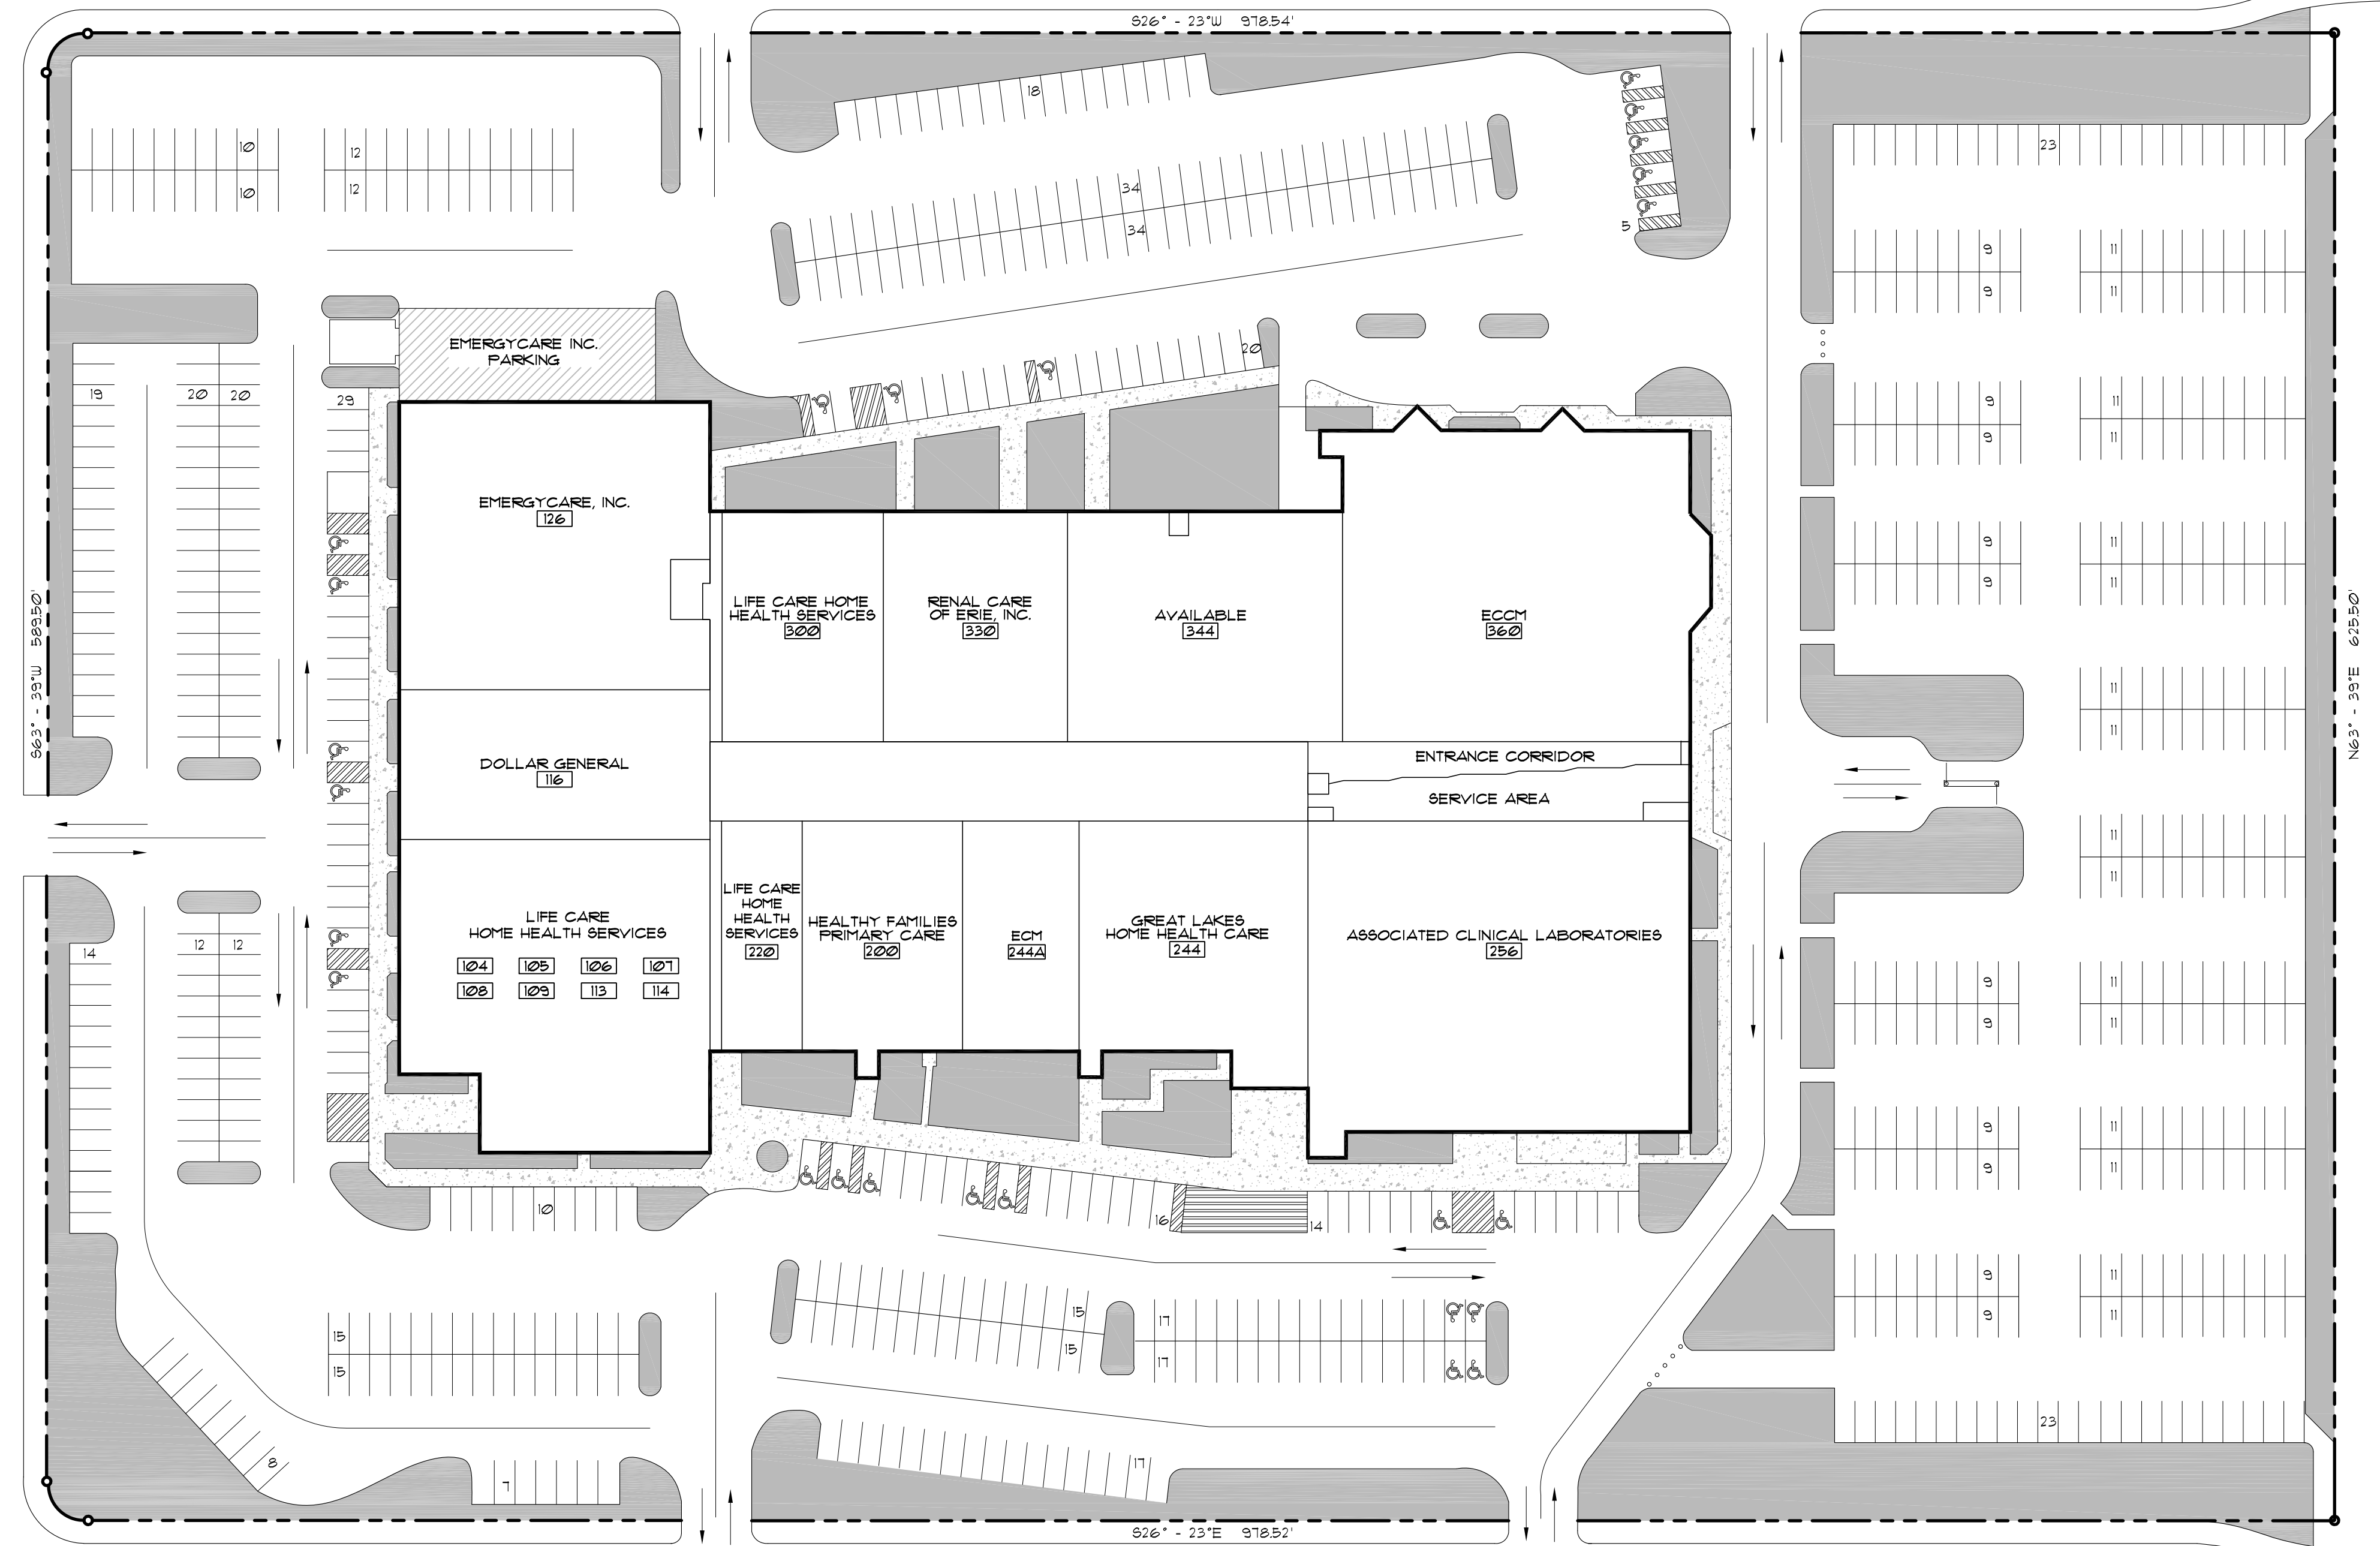 S26° - 23°W 978.54'
18
10
12
23
10
12
34
34
5
9
11
9
11
EMERGYCARE INC.
PARKING
20
19
20
20
29
9
11
9
11
EMERGYCARE, INC.
126
9
11
9
11
LIFE CARE HOME
HEALTH SERVICES
300
RENAL CARE
OF ERIE, INC.
330
AVAILABLE
344
ECCM
360
S63° - 39°W 589.50'
N63° - 39°E 625.50'
11
11
DOLLAR GENERAL
116
ENTRANCE CORRIDOR
SERVICE AREA
11
11
LIFE CARE
HOME HEALTH SERVICES
104
105
106
107
108
109
113
114
LIFE CARE
HOME
HEALTH
SERVICES
220
HEALTHY FAMILIES
PRIMARY CARE
200
ECM
244A
GREAT LAKES
HOME HEALTH CARE
244
ASSOCIATED CLINICAL LABORATORIES
256
14
12
12
9
11
9
11
9
11
9
11
10
16
14
9
11
9
11
15
15
15
15
17
17
23
8
7
17
S26° - 23°E 978.52'